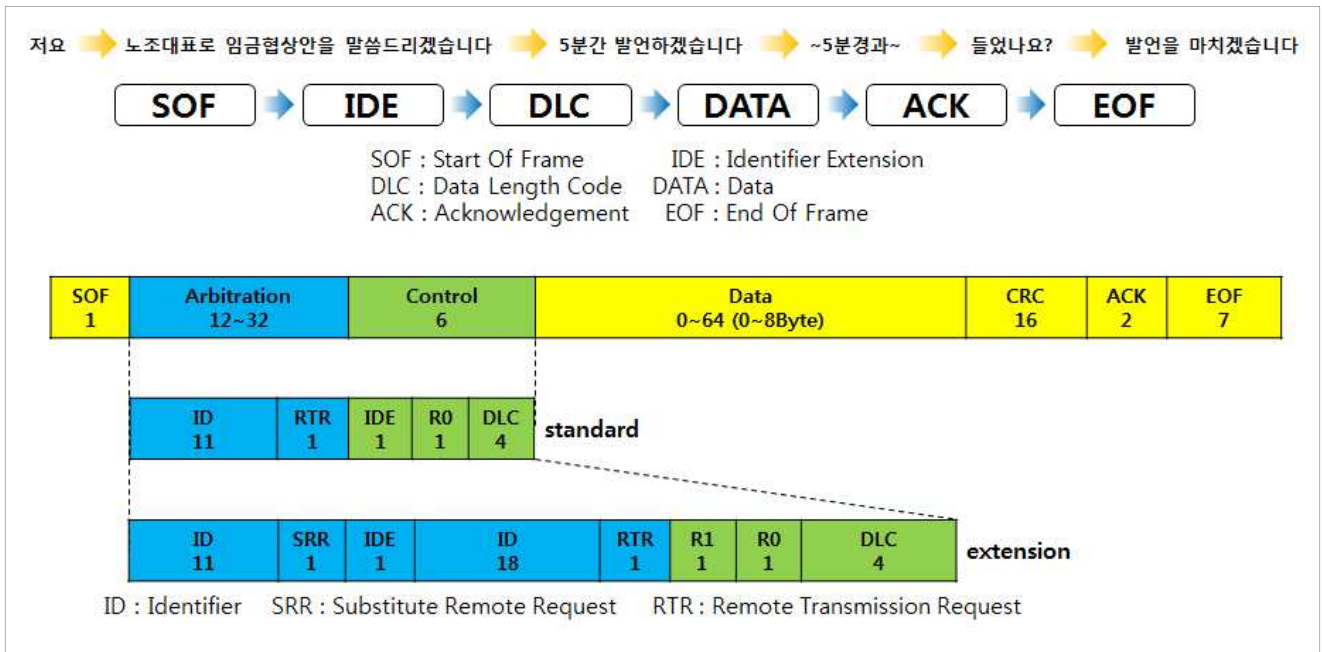 저요 노조대표로 임금협상안을 말씀드리겠습니다 5분간 발언하겠습니다 ~5분경과~ 들었나요? 발언을 마치겠습니다
SOF IDE DLC DATA ACK EOF
SOF : Start Of Frame IDE : Identifier Extension
DLC : Data Length Code DATA : Data
ACK : Acknowledgement EOF : End Of Frame
SOF Arbitration Control Data CRC ACK EOF
1 12~32 6 0~64 (0~8Byte) 16 2 7
ID RTR IDE R0 DLC
11 1 1 1 4
standard
ID SRR IDE ID RTR R1 R0 DLC
11 1 1 18 1 1 1 4
extension
ID : Identifier SRR : Substitute Remote Request RTR : Remote Transmission Request